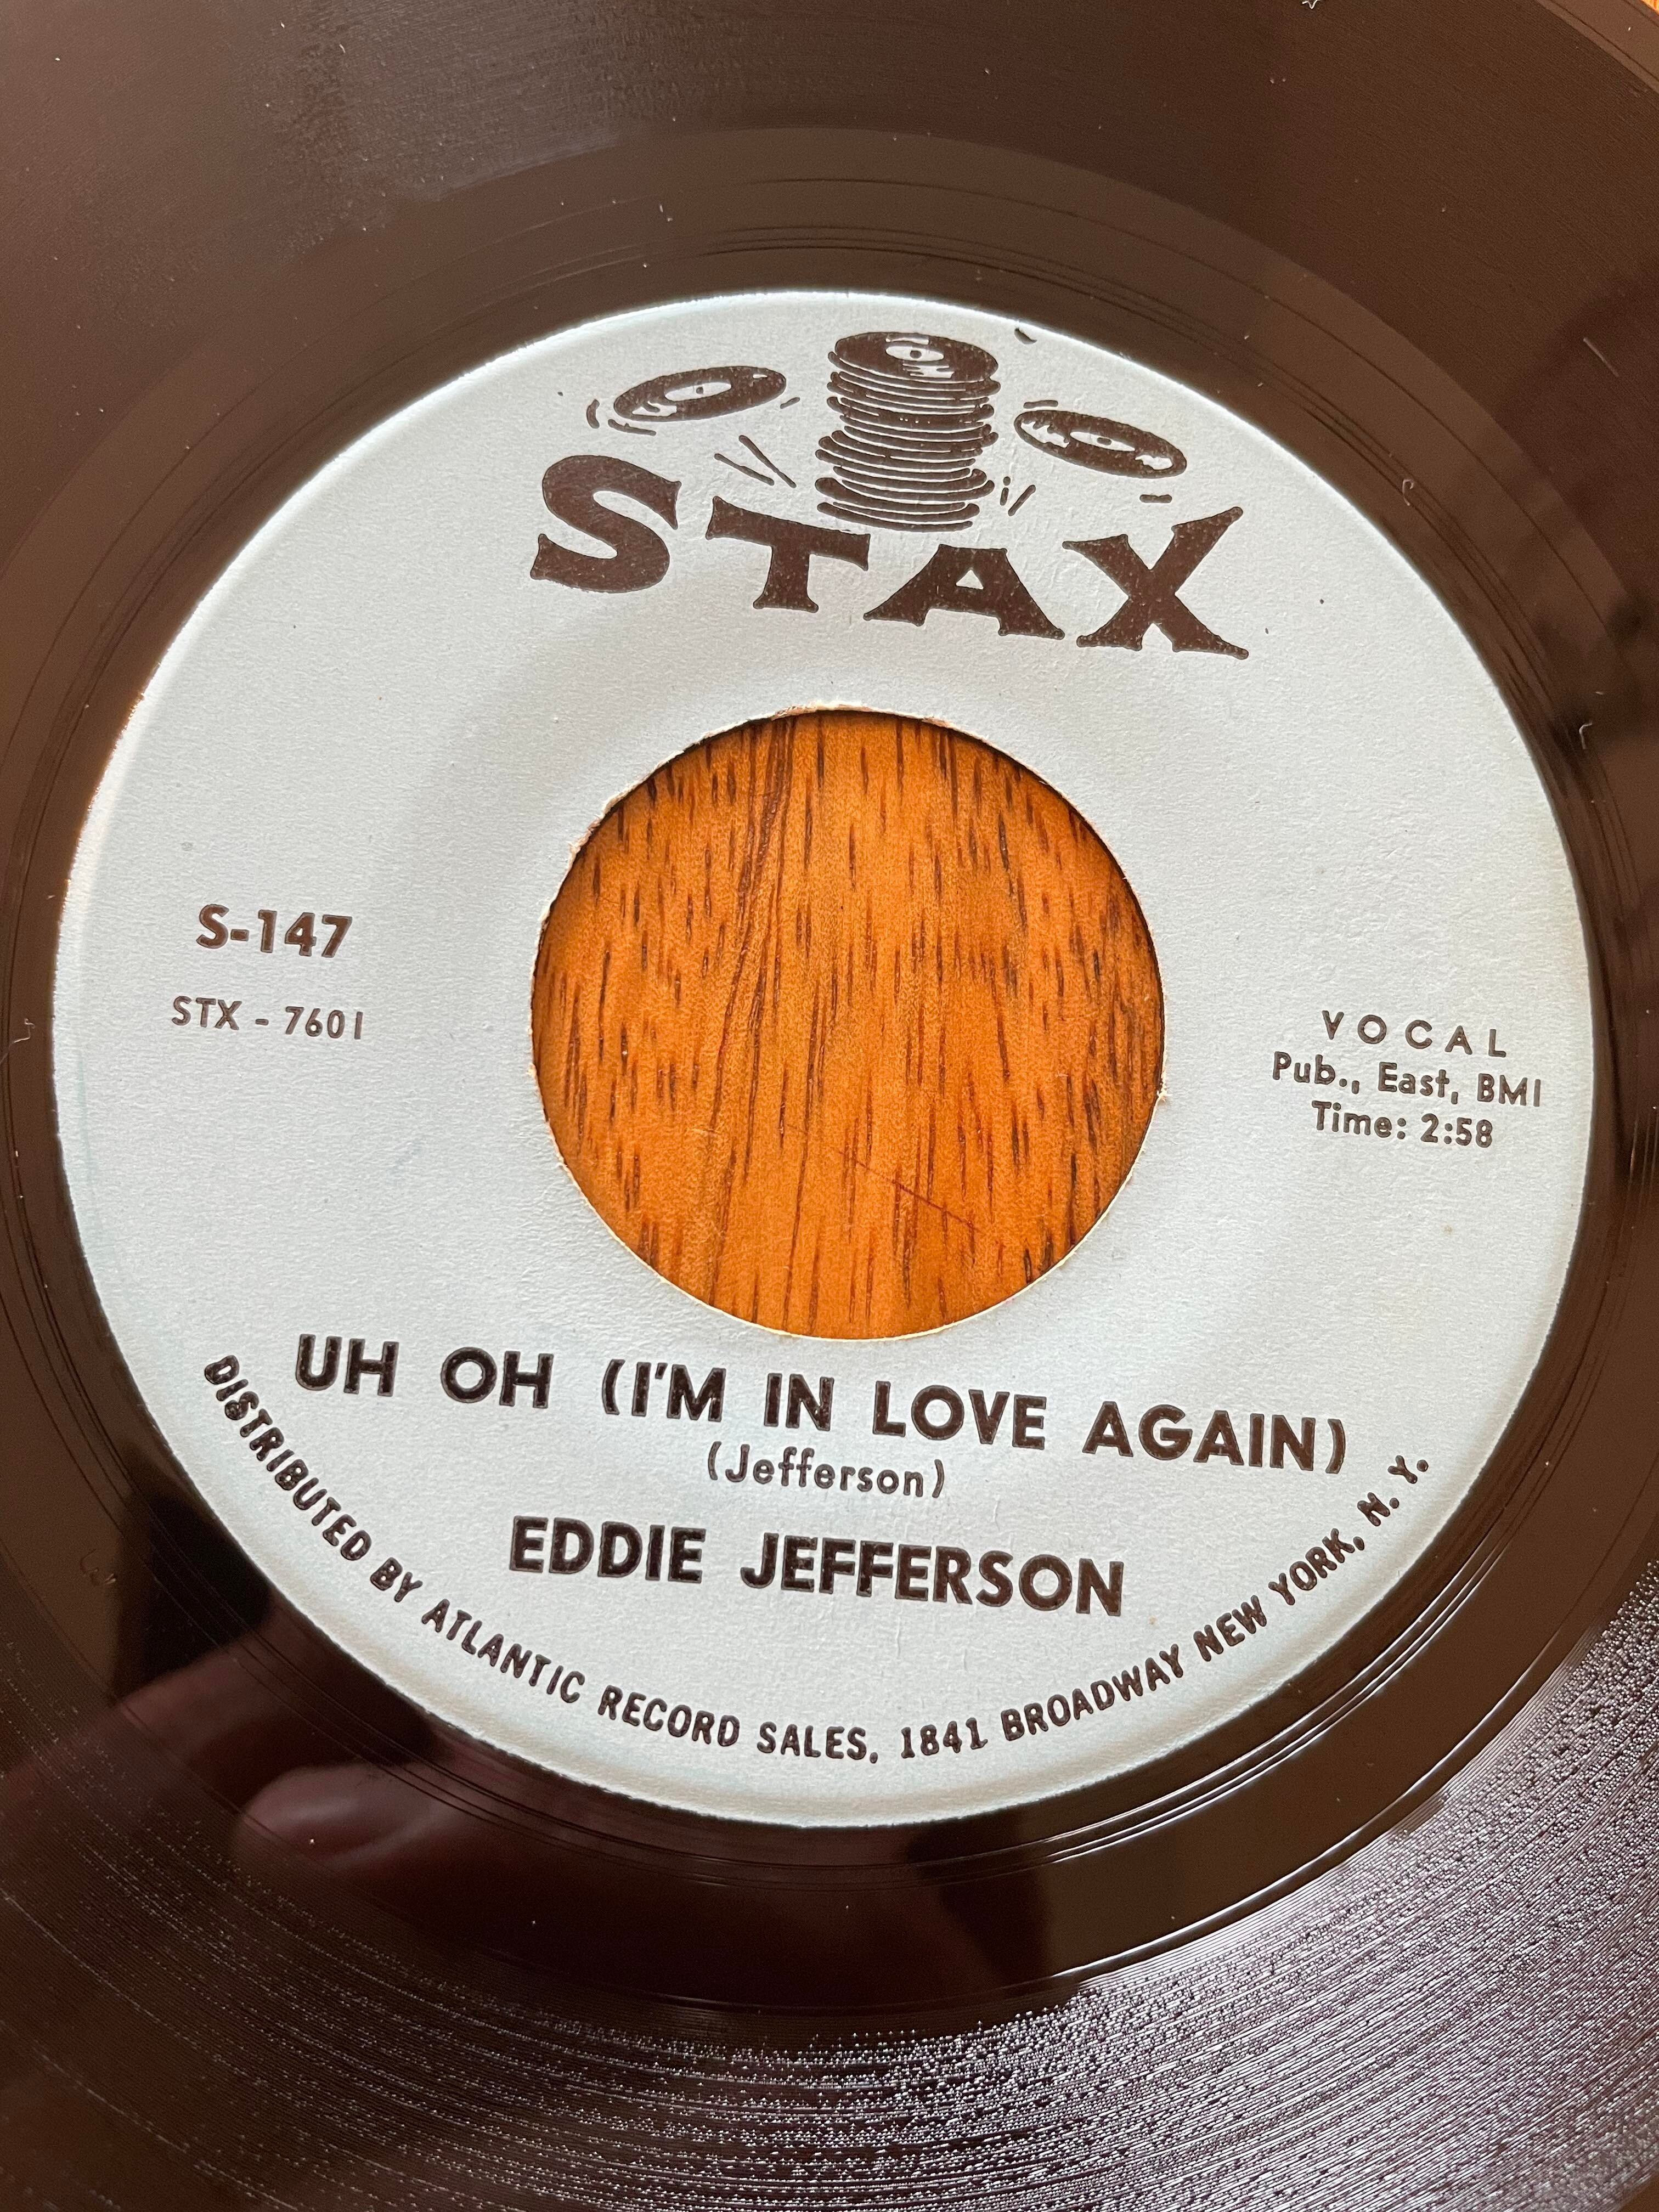 STAX
S-147
STX - 7601
VOCAL
Pub., East, BMI
Time: 2:58
UH OH (I'M IN LOVE AGAIN)
(Jefferson)
EDDIE JEFFERSON
DISTRIBUTED BY ATLANTIC RECORD SALES, 1841 BROADWAY NEW YORK, N. Y.